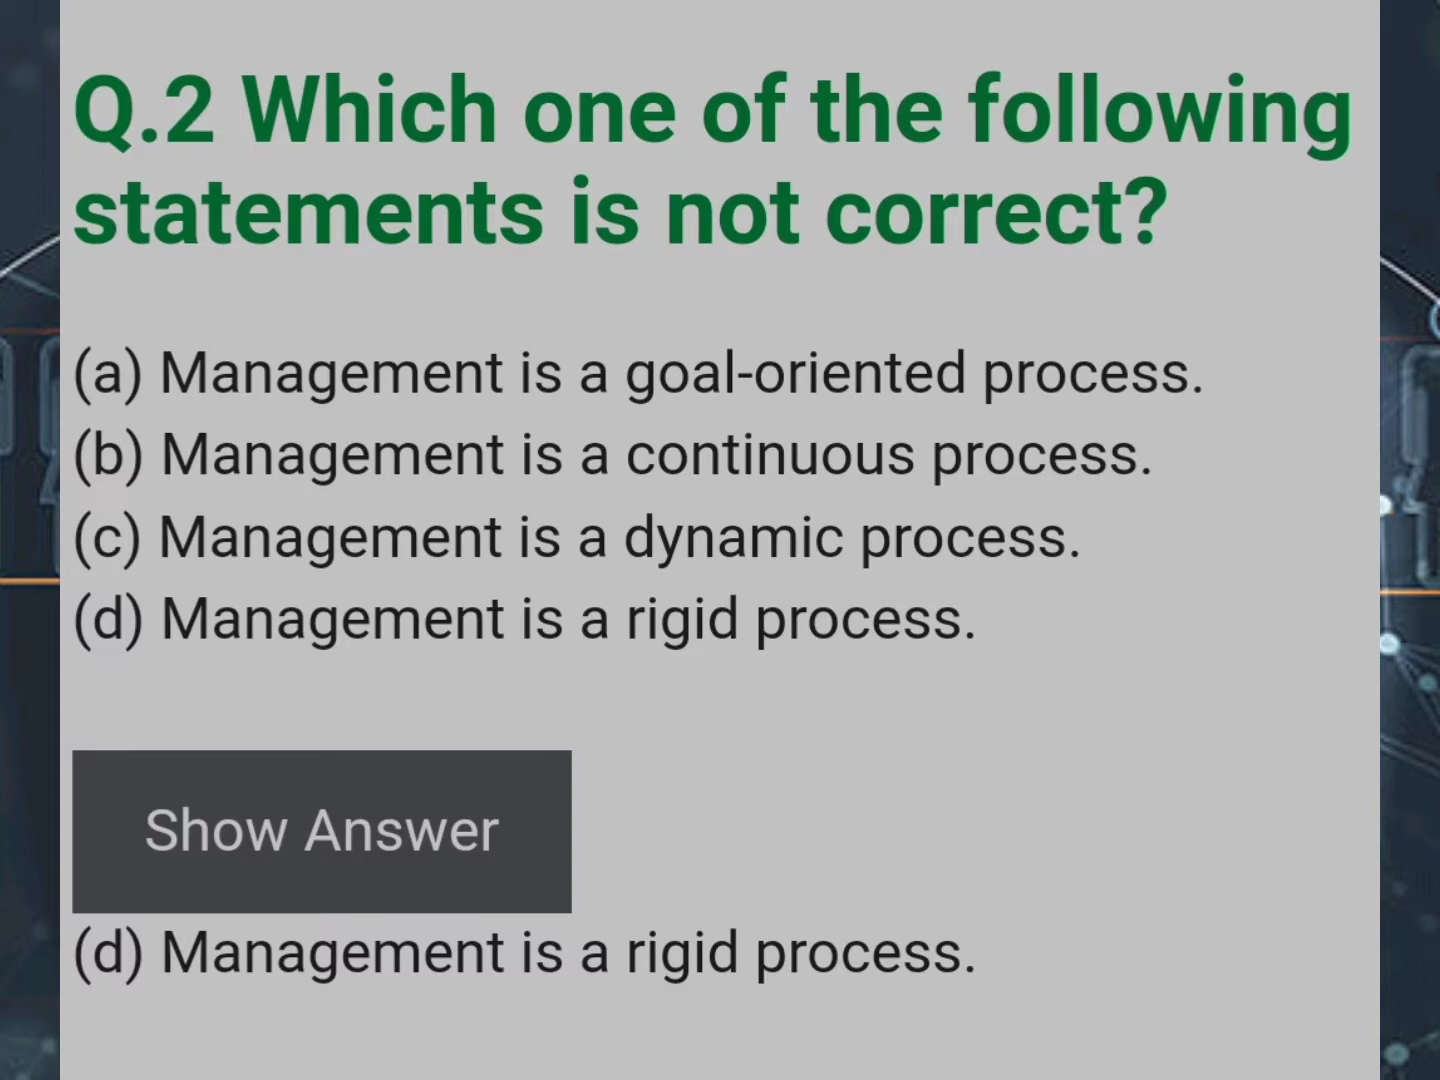 Q.2 Which one of the following
statements is not correct?
(a) Management is a goal-oriented process.
(b) Management is a continuous process.
(c) Management is a dynamic process.
(d) Management is a rigid process.
Show Answer
(d) Management is a rigid process.